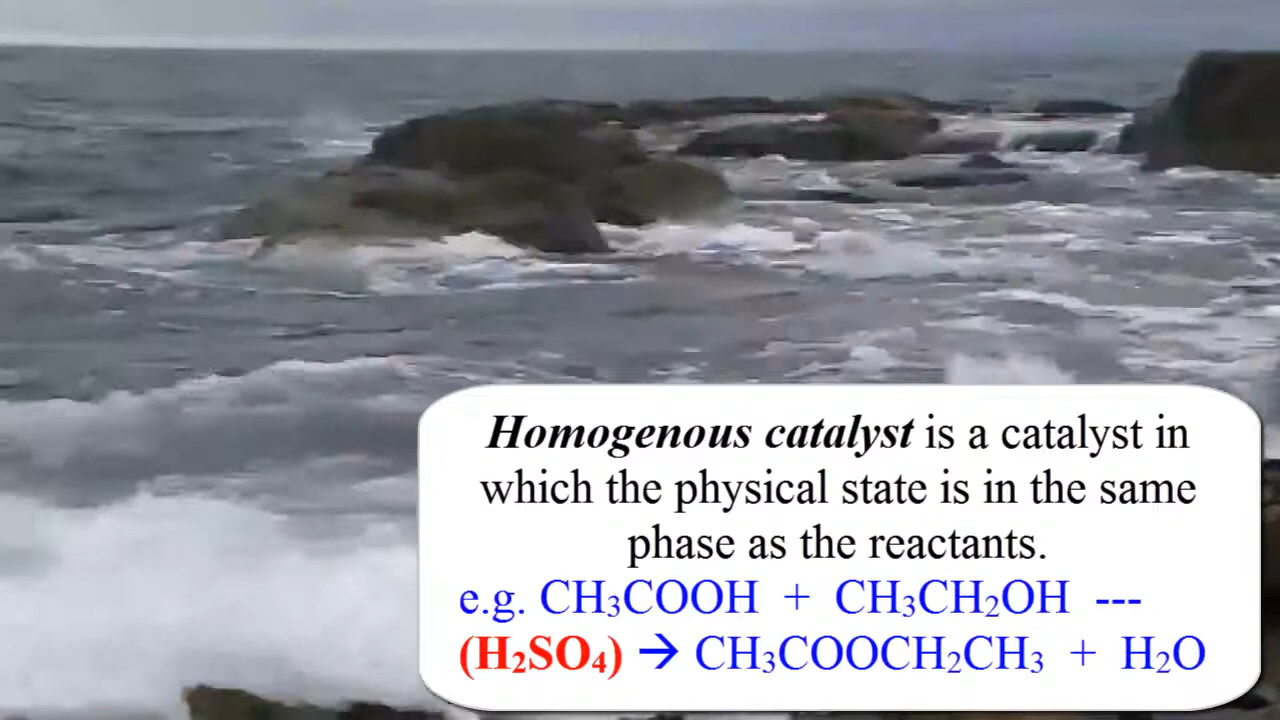 Homogenous catalyst is a catalyst in
which the physical state is in the same
phase as the reactants.
e.g. CH₃COOH + CH₃CH₂OH ---
(H₂SO₄) → CH₃COOCH₂CH₃ + H₂O